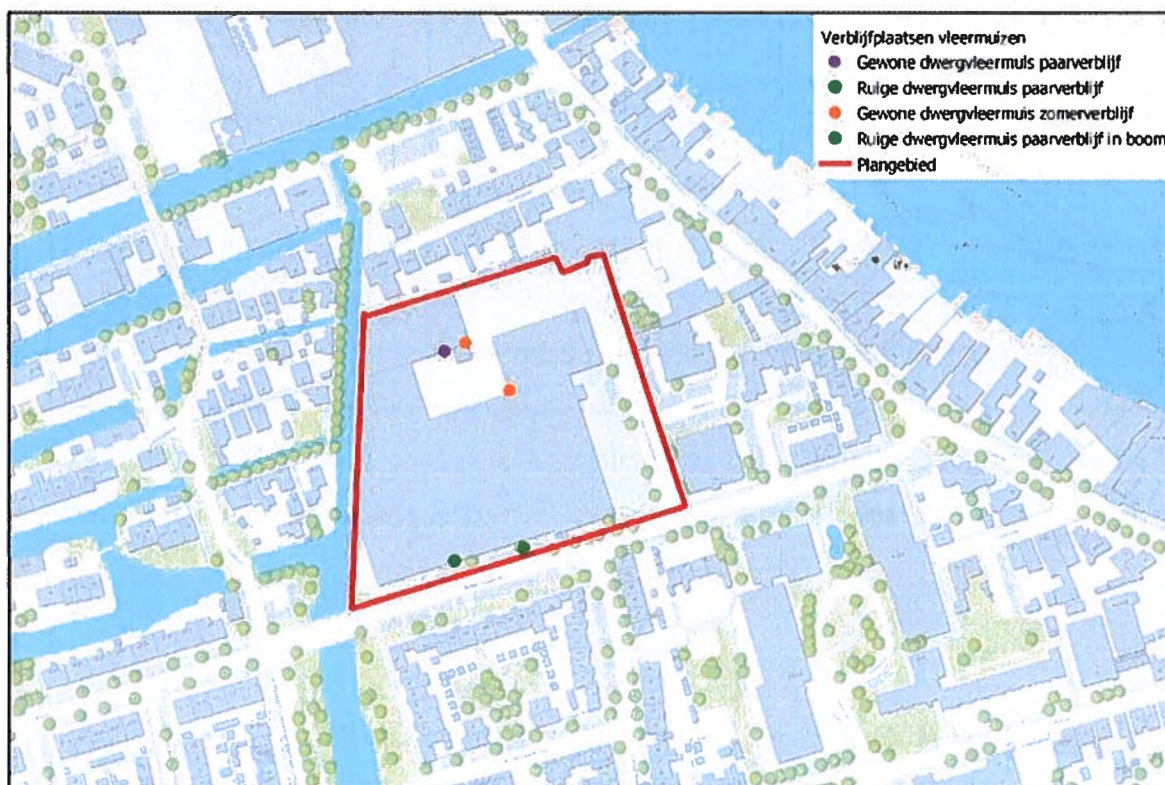 Verblijfplaatsen vleermuizen
Gewone dwergvleermuis paarverblijf
Ruige dwergvleermuis paarverblijf
Gewone dwergvleermuis zomerverblijf
Ruige dwergvleermuis paarverblijf in boom
Plangebied